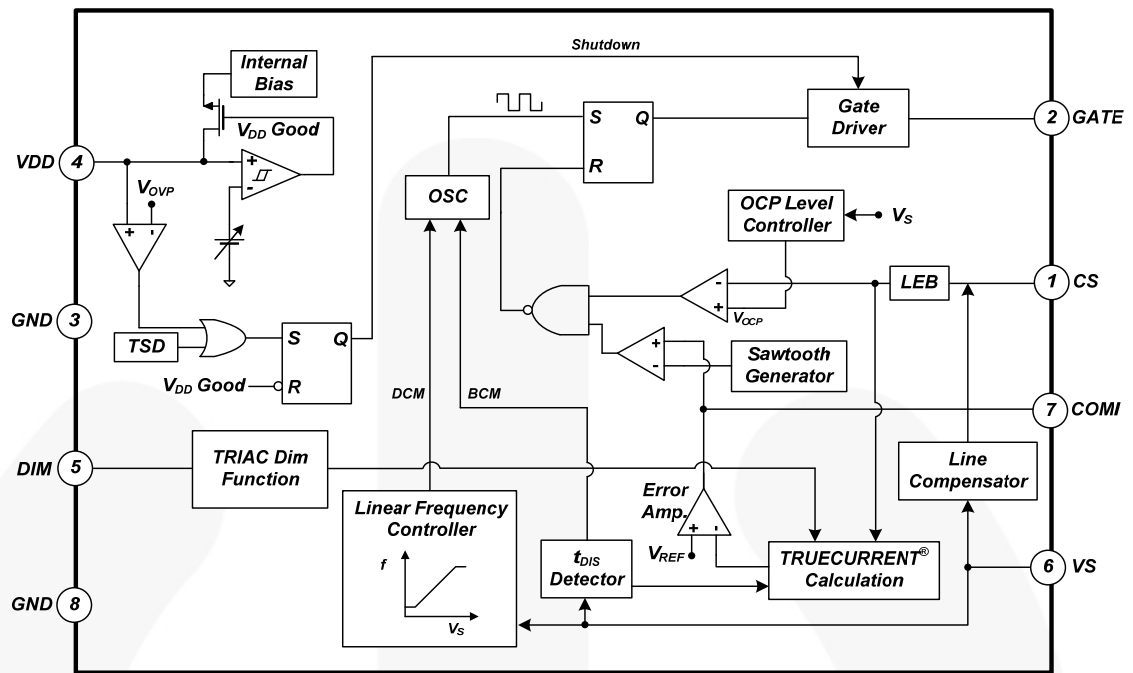 Shutdown
Internal
Bias
V_DD Good
VDD 4
V_OVP
+ -
+
-
S Q
R
Gate
Driver
2 GATE
OSC
OCP Level
Controller
V_S
LEB
1 CS
-
+
V_OCP
GND 3
TSD
S Q
R
V_DD Good
+
-
Sawtooth
Generator
DCM
BCM
7 COMI
DIM 5
TRIAC Dim
Function
Line
Compensator
Linear Frequency
Controller
f
V_S
Error
Amp.
+ -
V_REF
t_DIS
Detector
TRUECURRENT®
Calculation
6 VS
GND 8